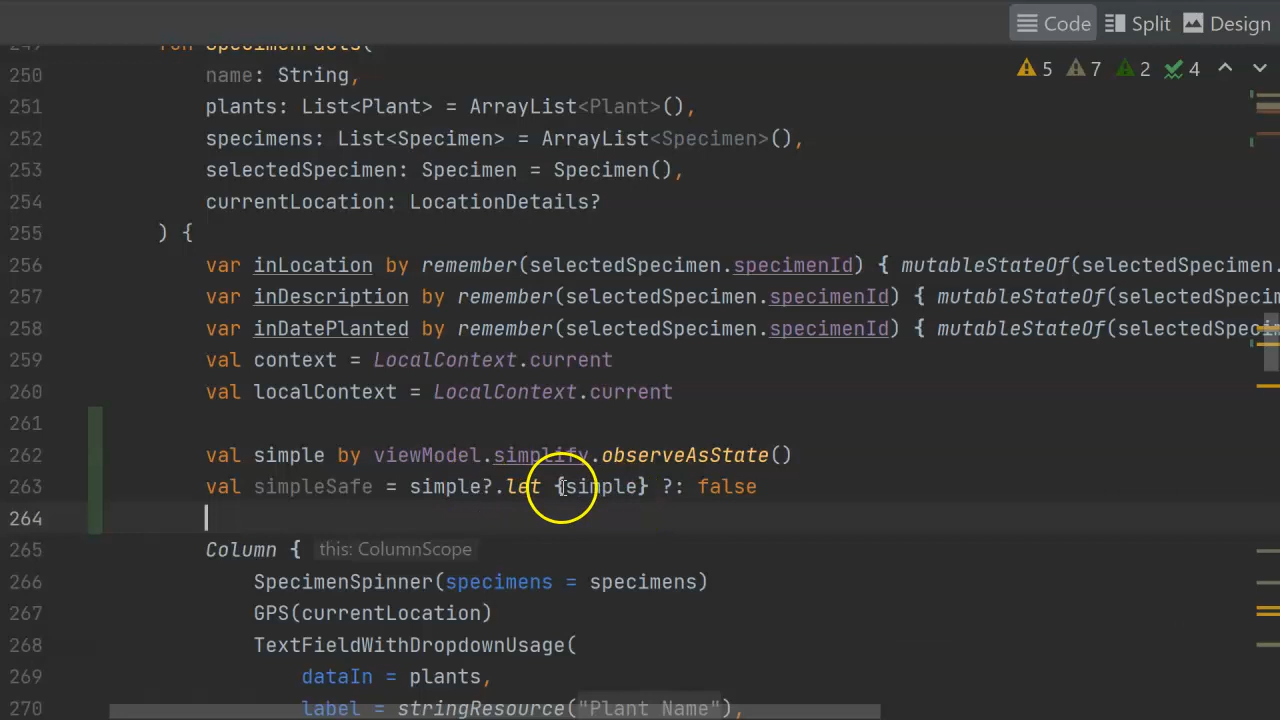 Code Split Design
5 7 2 4
249 fun SpecimenFacts(
250 name: String,
251 plants: List<Plant> = ArrayList<Plant>(),
252 specimens: List<Specimen> = ArrayList<Specimen>(),
253 selectedSpecimen: Specimen = Specimen(),
254 currentLocation: LocationDetails?
255 ) {
256 var inLocation by remember(selectedSpecimen.specimenId) { mutableStateOf(selectedSpecimen.
257 var inDescription by remember(selectedSpecimen.specimenId) { mutableStateOf(selectedSpecim
258 var inDatePlanted by remember(selectedSpecimen.specimenId) { mutableStateOf(selectedSpecim
259 val context = LocalContext.current
260 val localContext = LocalContext.current
261
262 val simple by viewModel.simplify.observeAsState()
263 val simpleSafe = simple?.let {simple} ?: false
264
265 Column { this: ColumnScope
266 SpecimenSpinner(specimens = specimens)
267 GPS(currentLocation)
268 TextFieldWithDropdownUsage(
269 dataIn = plants,
270 label = stringResource("Plant Name"),